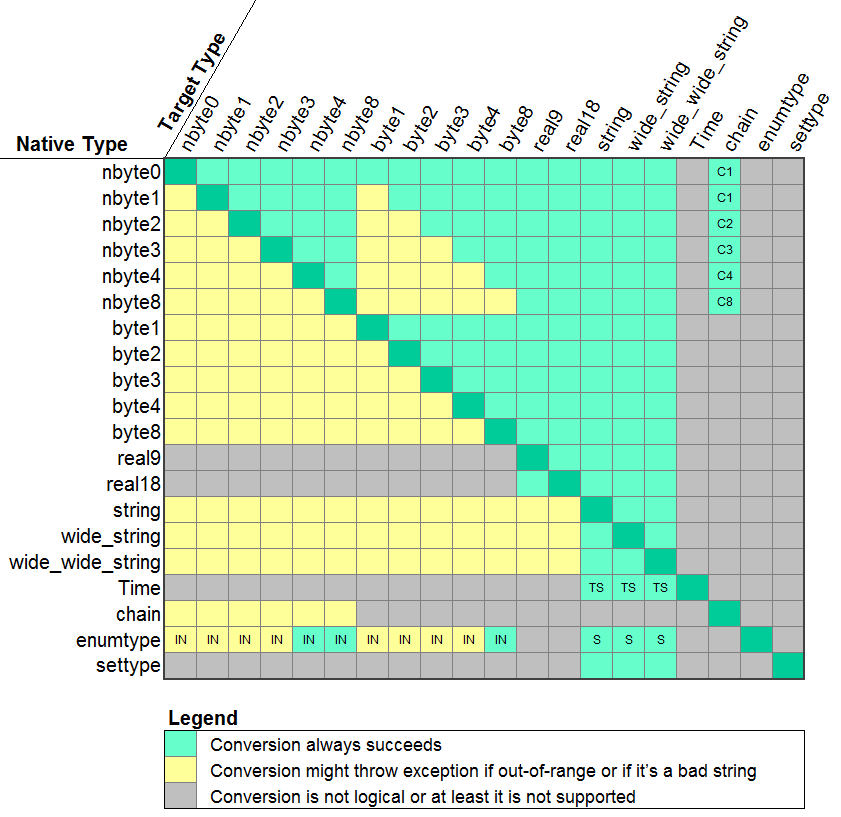 Target Type
nbyte0
nbyte1
nbyte2
nbyte3
nbyte4
nbyte8
byte1
byte2
byte3
byte4
byte8
real9
real18
string
wide_string
wide_wide_string
Time
chain
enumtype
settype
Native Type
nbyte0 C1
nbyte1 C1
nbyte2 C2
nbyte3 C3
nbyte4 C4
nbyte8 C8
byte1
byte2
byte3
byte4
byte8
real9
real18
string
wide_string
wide_wide_string
Time TS TS TS
chain
enumtype IN IN IN IN IN IN IN IN IN IN IN S S S
settype
Legend
Conversion always succeeds
Conversion might throw exception if out-of-range or if it's a bad string
Conversion is not logical or at least it is not supported